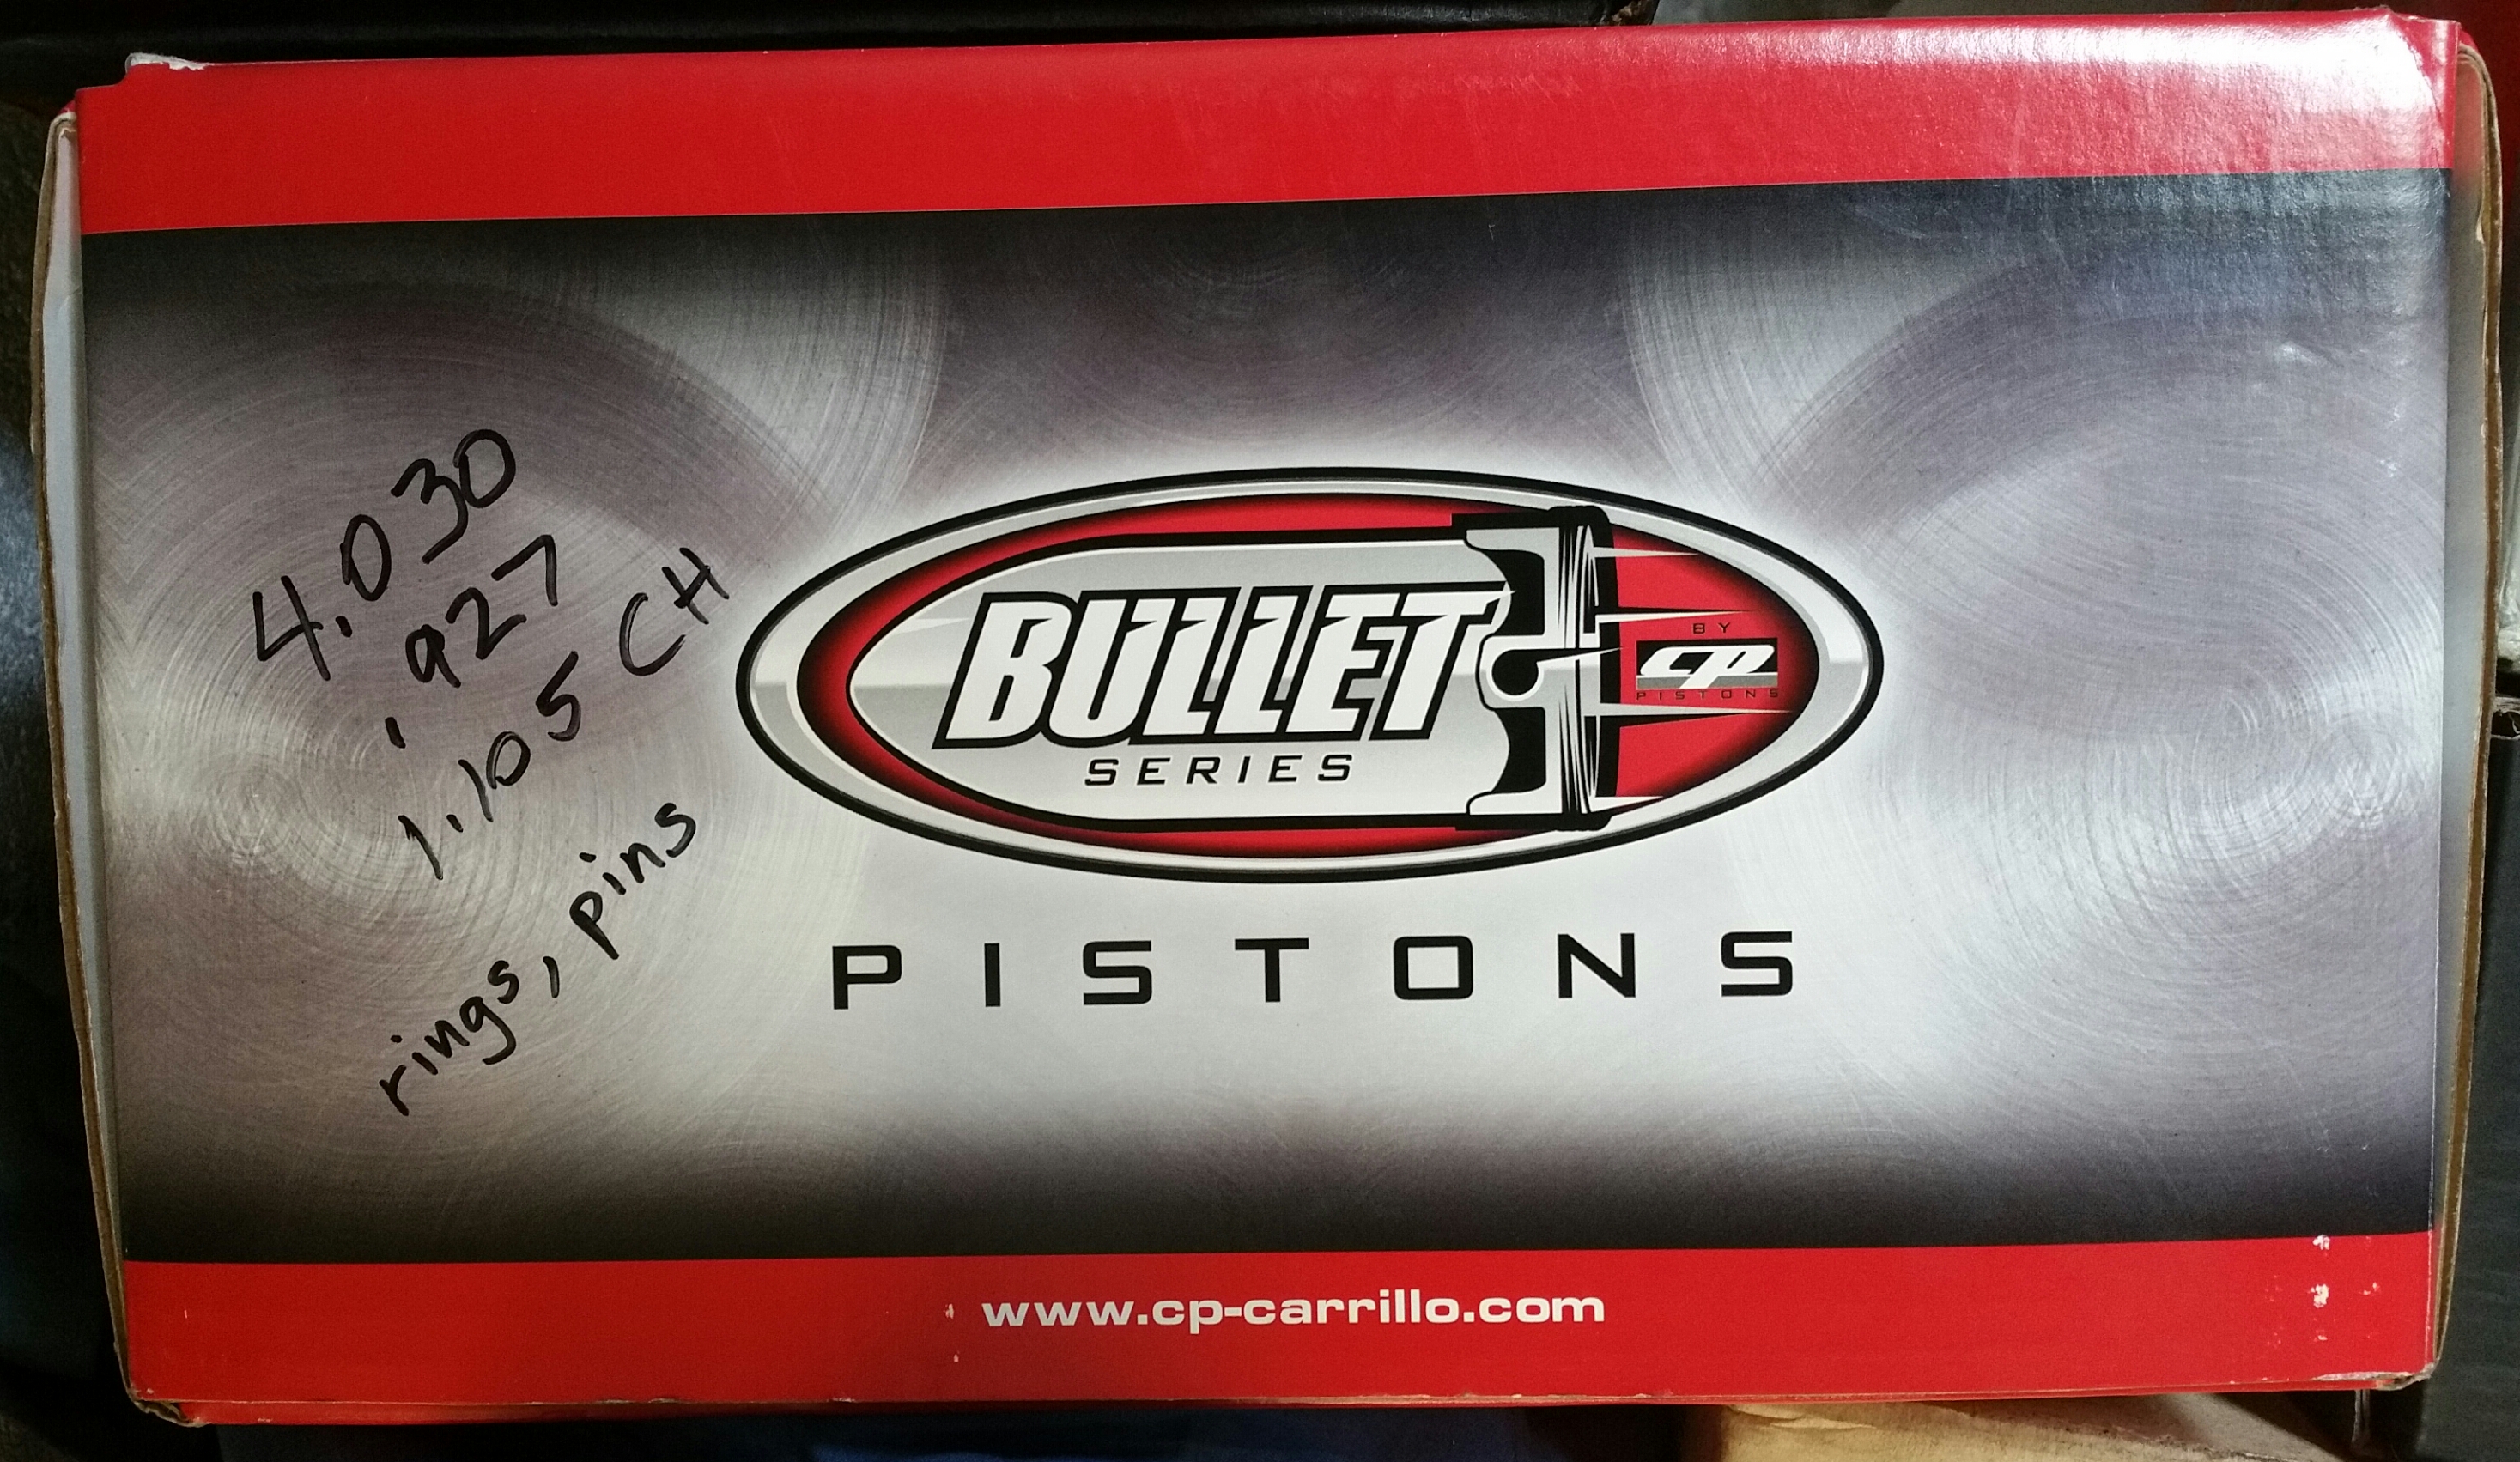 4.030
.927
1.105 CH
rings, pins
BULLET
SERIES
BY
cp
PISTONS
PISTONS
www.cp-carrillo.com